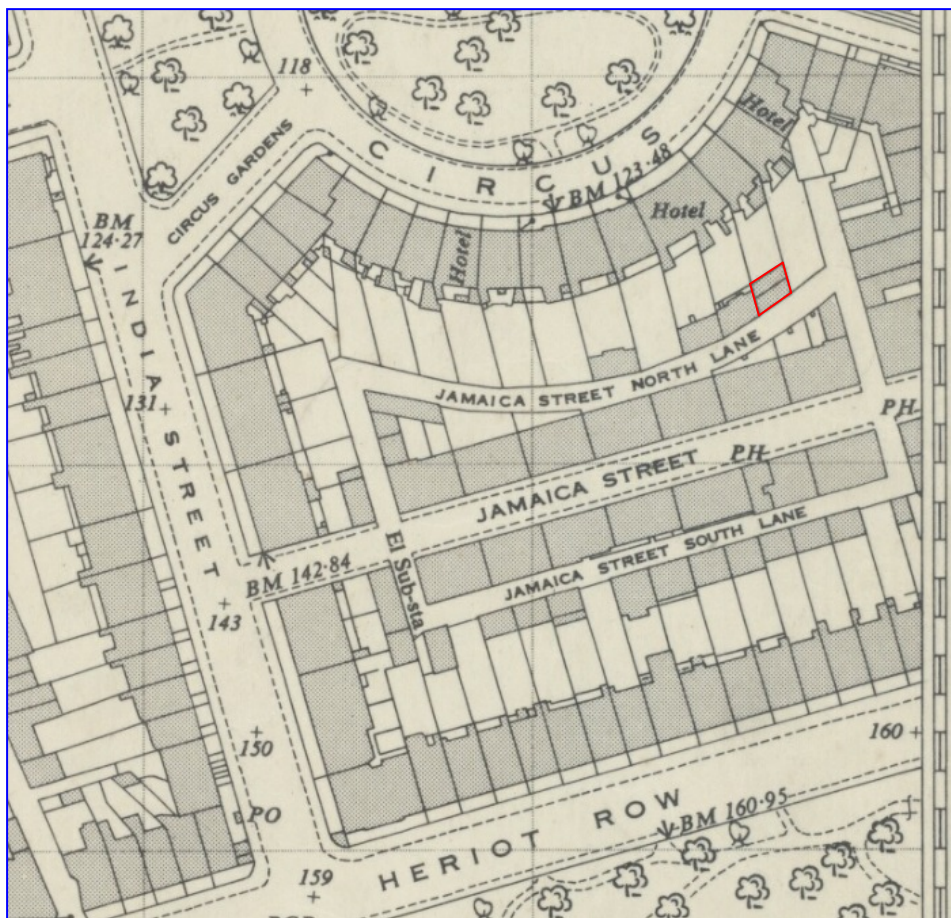 118
CIRCUS
Hotel
CIRCUS GARDENS
BM 123·48
BM
124·27
Hotel
Hotel
INDIA STREET
JAMAICA STREET NORTH LANE
131
PH
PH
JAMAICA STREET
El Sub-sta
JAMAICA STREET SOUTH LANE
BM 142·84
143
150
160
PO
HERIOT ROW
BM 160·95
159